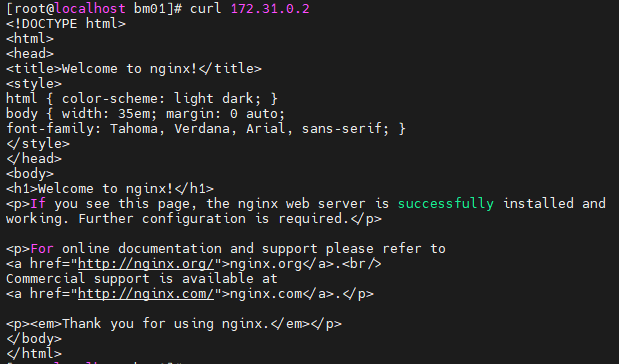 [root@localhost bm01]# curl 172.31.0.2
<!DOCTYPE html>
<html>
<head>
<title>Welcome to nginx!</title>
<style>
html { color-scheme: light dark; }
body { width: 35em; margin: 0 auto;
font-family: Tahoma, Verdana, Arial, sans-serif; }
</style>
</head>
<body>
<h1>Welcome to nginx!</h1>
<p>If you see this page, the nginx web server is successfully installed and
working. Further configuration is required.</p>

<p>For online documentation and support please refer to
<a href="http://nginx.org/">nginx.org</a>.<br/>
Commercial support is available at
<a href="http://nginx.com/">nginx.com</a>.</p>

<p><em>Thank you for using nginx.</em></p>
</body>
</html>